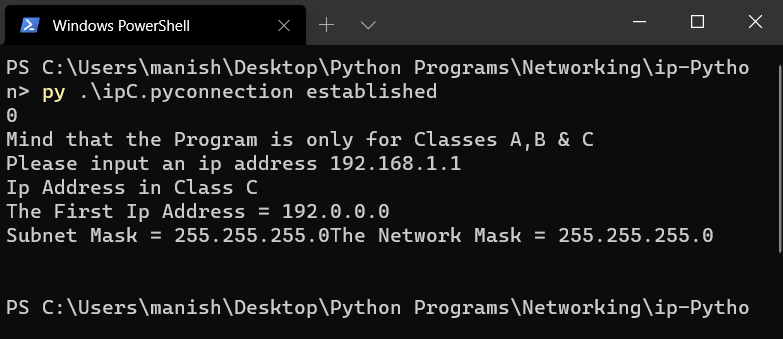 Windows PowerShell
PS C:\Users\manish\Desktop\Python Programs\Networking\ip-Pytho
n> py .\ipC.pyconnection established
0
Mind that the Program is only for Classes A,B & C
Please input an ip address 192.168.1.1
Ip Address in Class C
The First Ip Address = 192.0.0.0
Subnet Mask = 255.255.255.0The Network Mask = 255.255.255.0
PS C:\Users\manish\Desktop\Python Programs\Networking\ip-Pytho